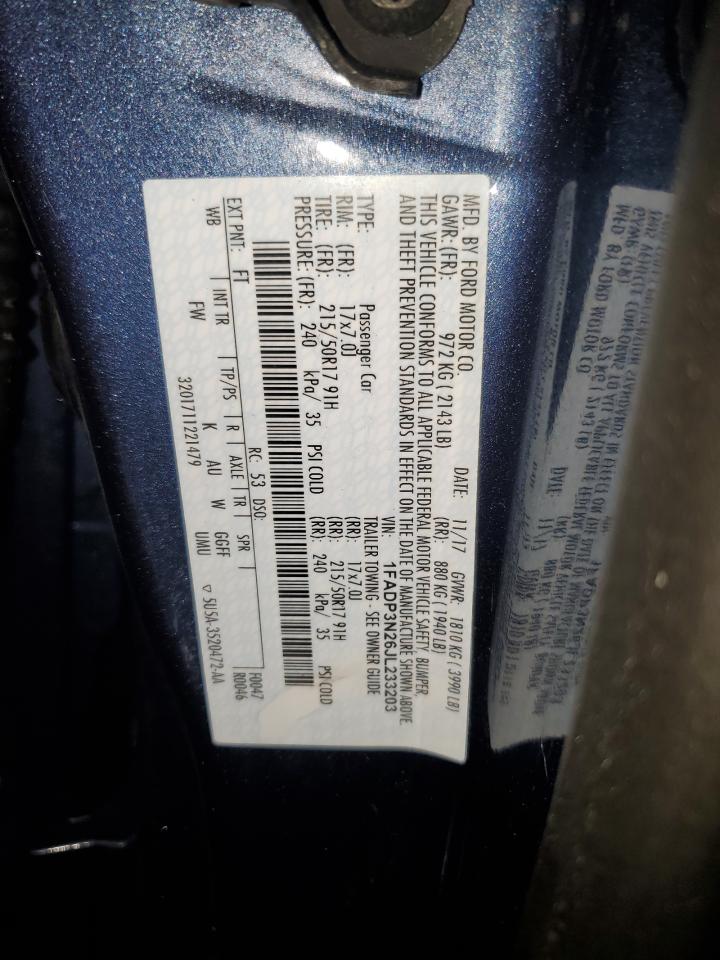 MFD. BY FORD MOTOR CO.
DATE: 11/17 GVWR: 1810 KG ( 3990 LB)
GAWR: (FR): 972 KG ( 2143 LB) (RR): 880 KG ( 1940 LB)
THIS VEHICLE CONFORMS TO ALL APPLICABLE FEDERAL MOTOR VEHICLE SAFETY, BUMPER,
AND THEFT PREVENTION STANDARDS IN EFFECT ON THE DATE OF MANUFACTURE SHOWN ABOVE.
VIN: 1FADP3N26JL233203
TYPE: Passenger Car TRAILER TOWING - SEE OWNER GUIDE
RIM: (FR): 17x7.0J (RR): 17x7.0J
TIRE: (FR): 215/50R17 91H (RR): 215/50R17 91H
PRESSURE: (FR): 240 kPa/ 35 PSI COLD (RR): 240 kPa/ 35 PSI COLD
RC: 53 DSO: F0047
EXT PNT: FT R0046
WB INT TR TP/PS R AXLE TR SPR
FW K AU W GGFF
UMU
3201711221479 ▽ 5U5A-3520472-AA